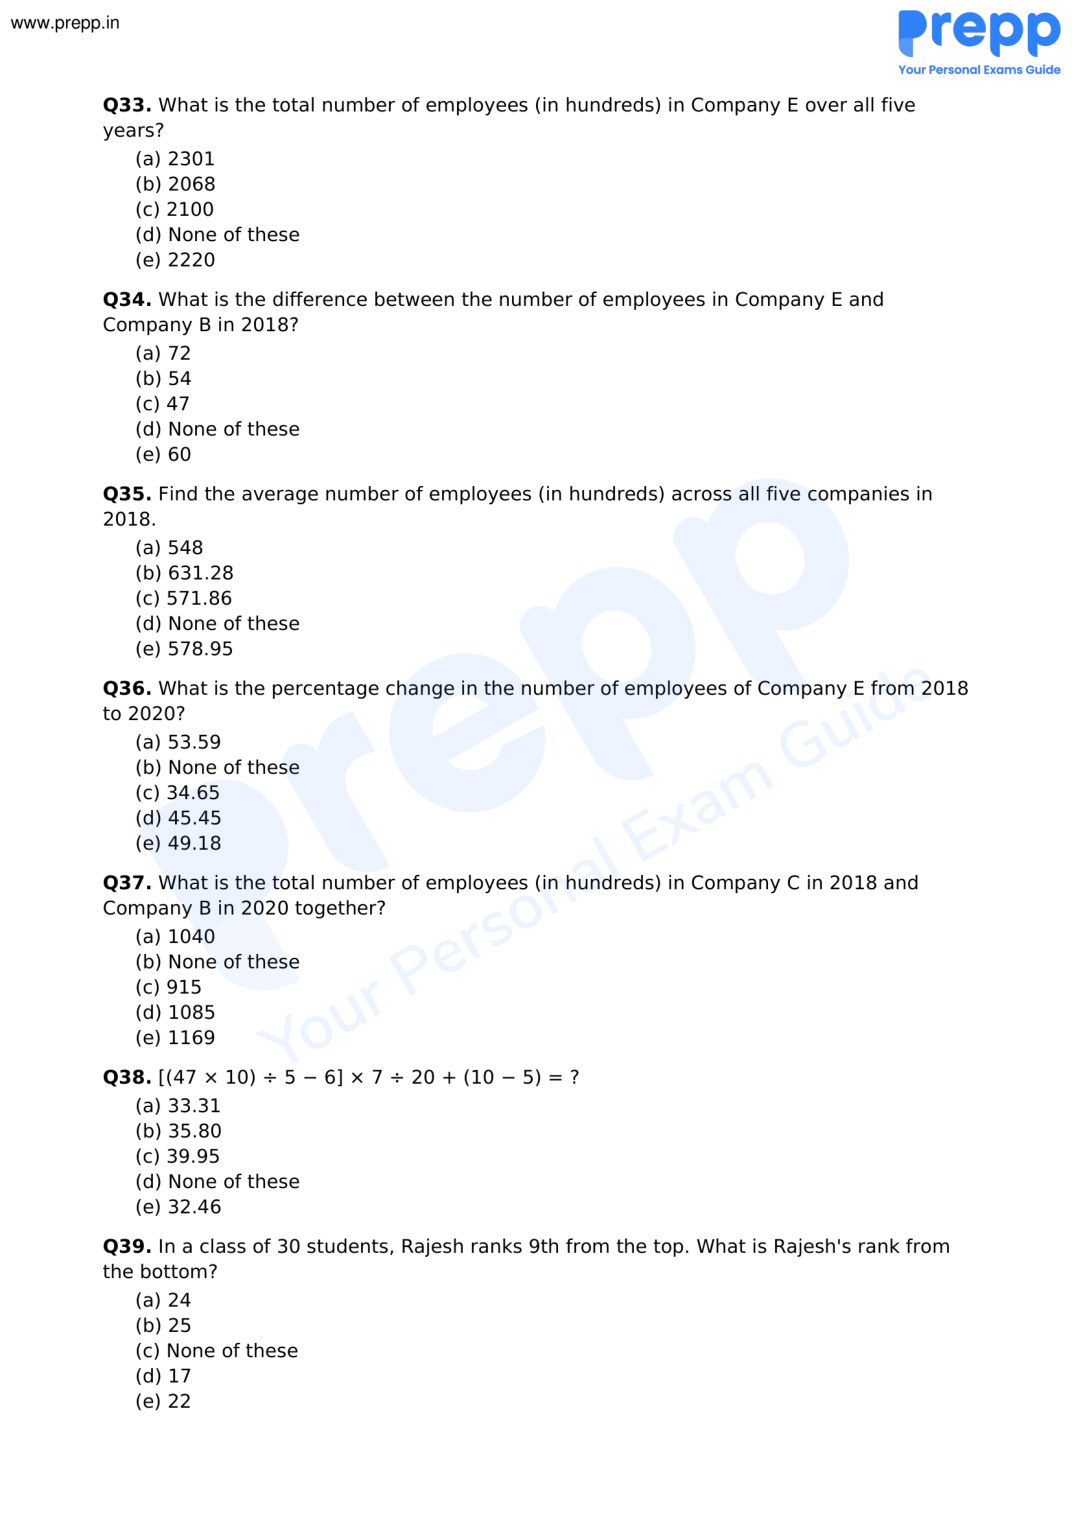 www.prepp.in
prepp
Your Personal Exams Guide
Q33. What is the total number of employees (in hundreds) in Company E over all five
years?
(a) 2301
(b) 2068
(c) 2100
(d) None of these
(e) 2220
Q34. What is the difference between the number of employees in Company E and
Company B in 2018?
(a) 72
(b) 54
(c) 47
(d) None of these
(e) 60
Q35. Find the average number of employees (in hundreds) across all five companies in
2018.
(a) 548
(b) 631.28
(c) 571.86
(d) None of these
(e) 578.95
Q36. What is the percentage change in the number of employees of Company E from 2018
to 2020?
(a) 53.59
(b) None of these
(c) 34.65
(d) 45.45
(e) 49.18
Q37. What is the total number of employees (in hundreds) in Company C in 2018 and
Company B in 2020 together?
(a) 1040
(b) None of these
(c) 915
(d) 1085
(e) 1169
Q38. [(47 × 10) ÷ 5 − 6] × 7 ÷ 20 + (10 − 5) = ?
(a) 33.31
(b) 35.80
(c) 39.95
(d) None of these
(e) 32.46
Q39. In a class of 30 students, Rajesh ranks 9th from the top. What is Rajesh's rank from
the bottom?
(a) 24
(b) 25
(c) None of these
(d) 17
(e) 22
prepp
Your Personal Exam Guide